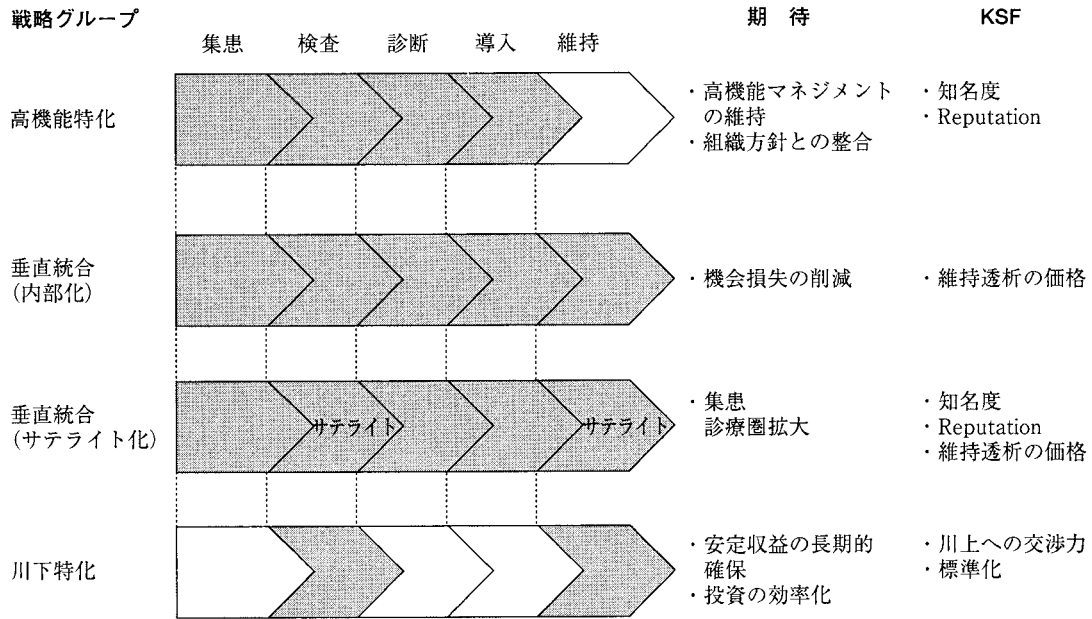 戦略グループ
期 待
KSF
集患
検査
診断
導入
維持
高機能特化
・高機能マネジメント
の維持
・組織方針との整合
・知名度
・Reputation
垂直統合
(内部化)
・機会損失の削減
・維持透析の価格
垂直統合
(サテライト化)
サテライト
サテライト
・集患
診療圏拡大
・知名度
・Reputation
・維持透析の価格
川下特化
・安定収益の長期的
確保
・投資の効率化
・川上への交渉力
・標準化